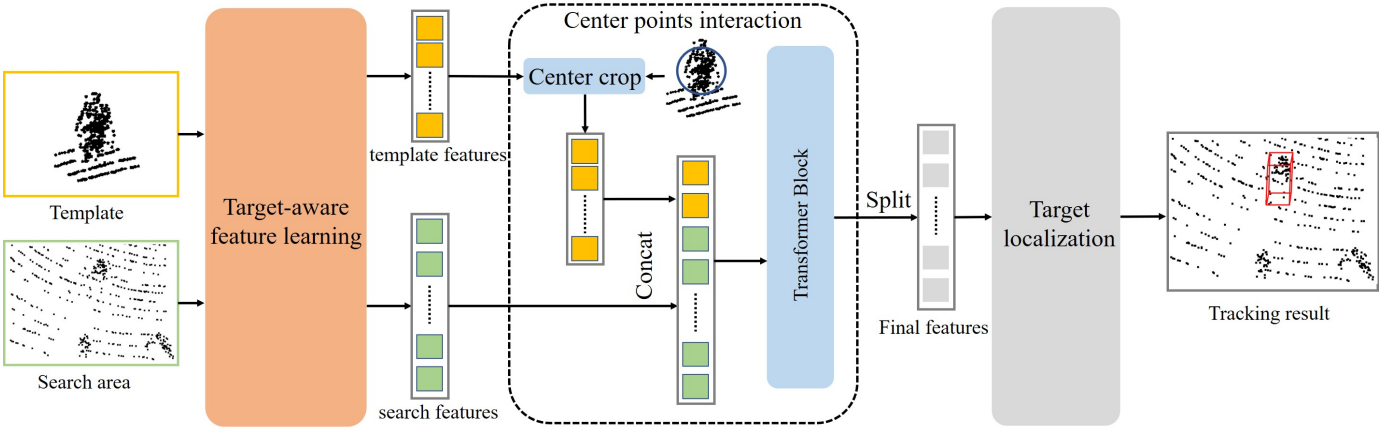 Template
Search area
Target-aware
feature learning
template features
search features
Center points interaction
Center crop
Concat
Transformer Block
Split
Final features
Target
localization
Tracking result